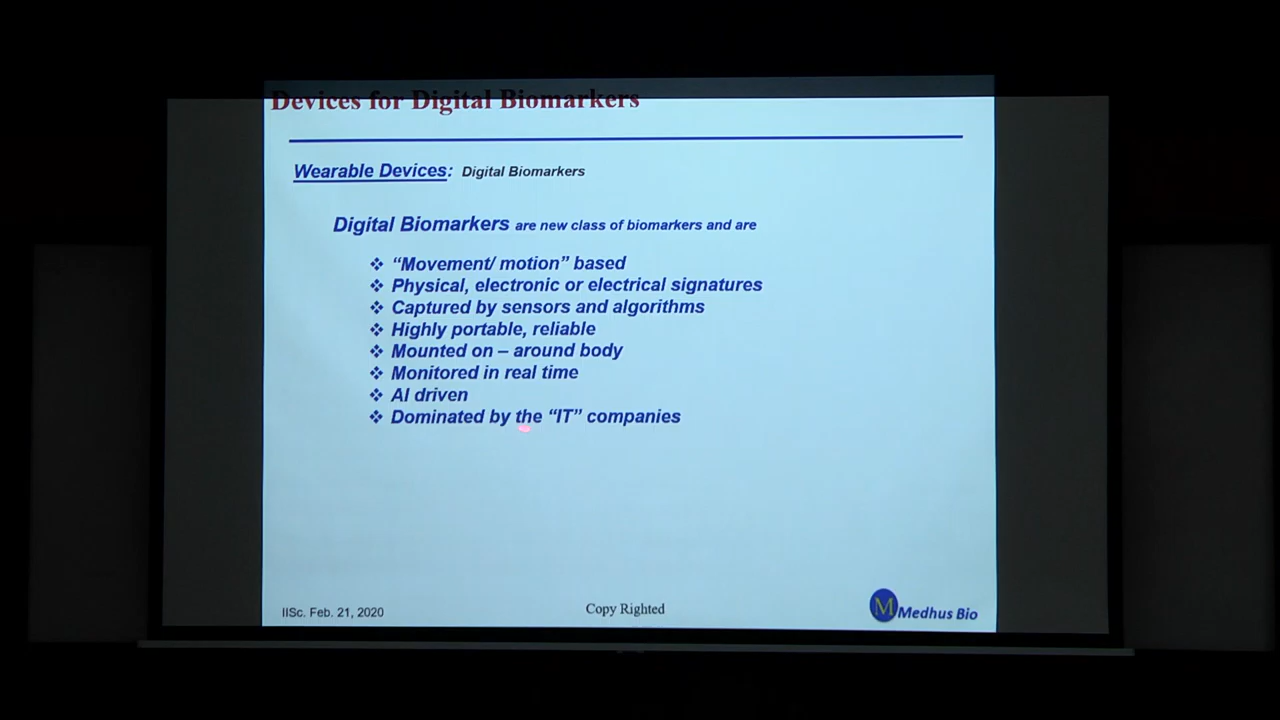 Devices for Digital Biomarkers
Wearable Devices: Digital Biomarkers
Digital Biomarkers are new class of biomarkers and are
❖ “Movement/ motion” based
❖ Physical, electronic or electrical signatures
❖ Captured by sensors and algorithms
❖ Highly portable, reliable
❖ Mounted on – around body
❖ Monitored in real time
❖ AI driven
❖ Dominated by the “IT” companies
IISc. Feb. 21, 2020
Copy Righted
M Medhus Bio